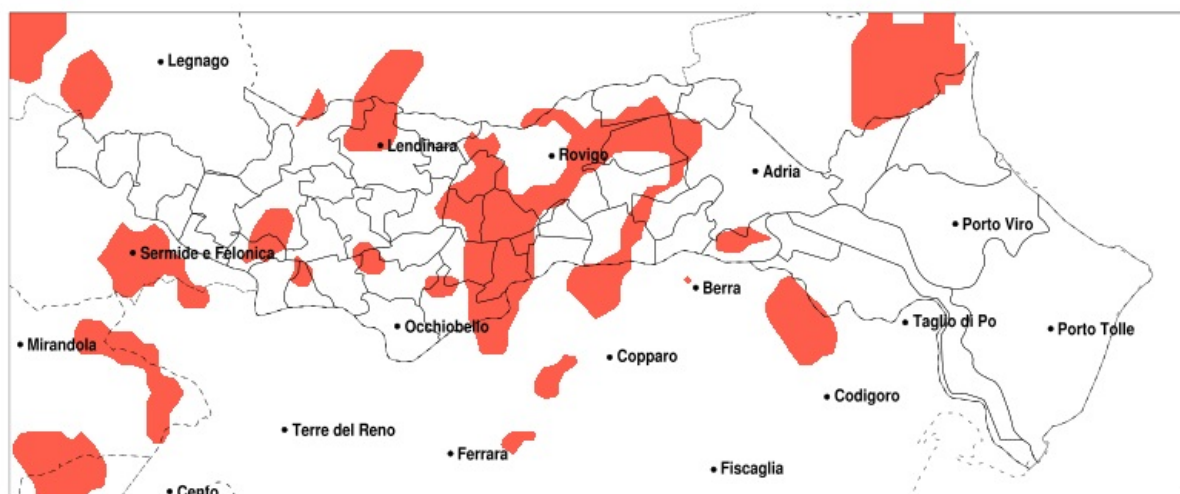 Legnago
Lendinara
Rovigo
Adria
Porto Viro
Sermide e Felonica
Berra
Occhiobello
Taglio di Po
Porto Tolle
Mirandola
Copparo
Codigoro
Terre del Reno
Ferrara
Fiscaglia
Cento